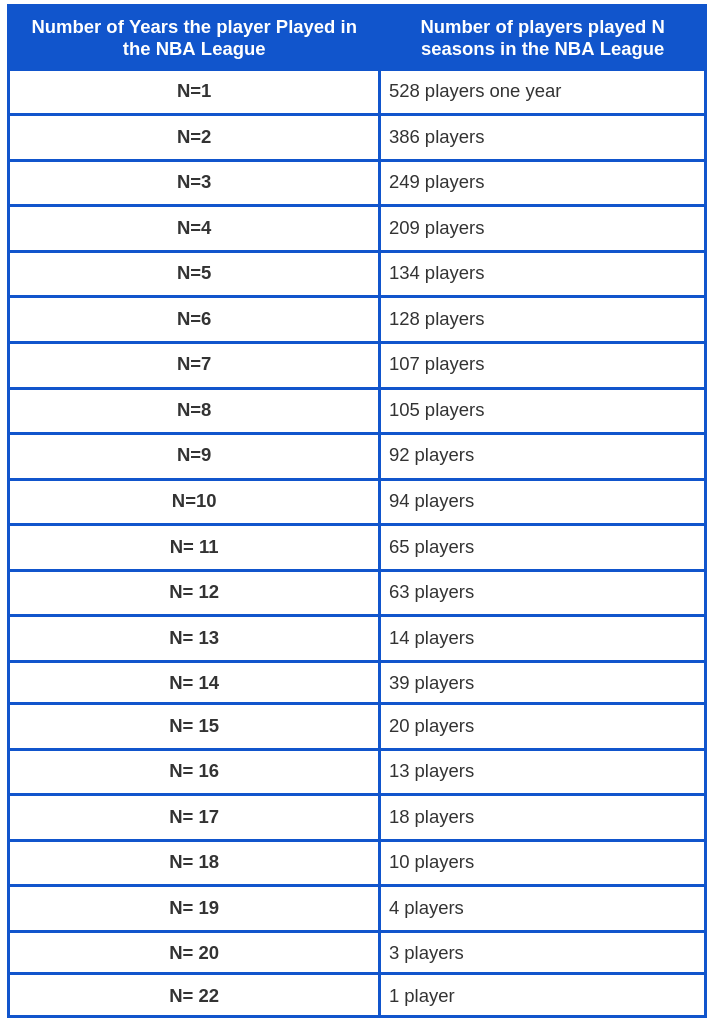 Number of Years the player Played in
the NBA League
Number of players played N
seasons in the NBA League
N=1 528 players one year
N=2 386 players
N=3 249 players
N=4 209 players
N=5 134 players
N=6 128 players
N=7 107 players
N=8 105 players
N=9 92 players
N=10 94 players
N= 11 65 players
N= 12 63 players
N= 13 14 players
N= 14 39 players
N= 15 20 players
N= 16 13 players
N= 17 18 players
N= 18 10 players
N= 19 4 players
N= 20 3 players
N= 22 1 player